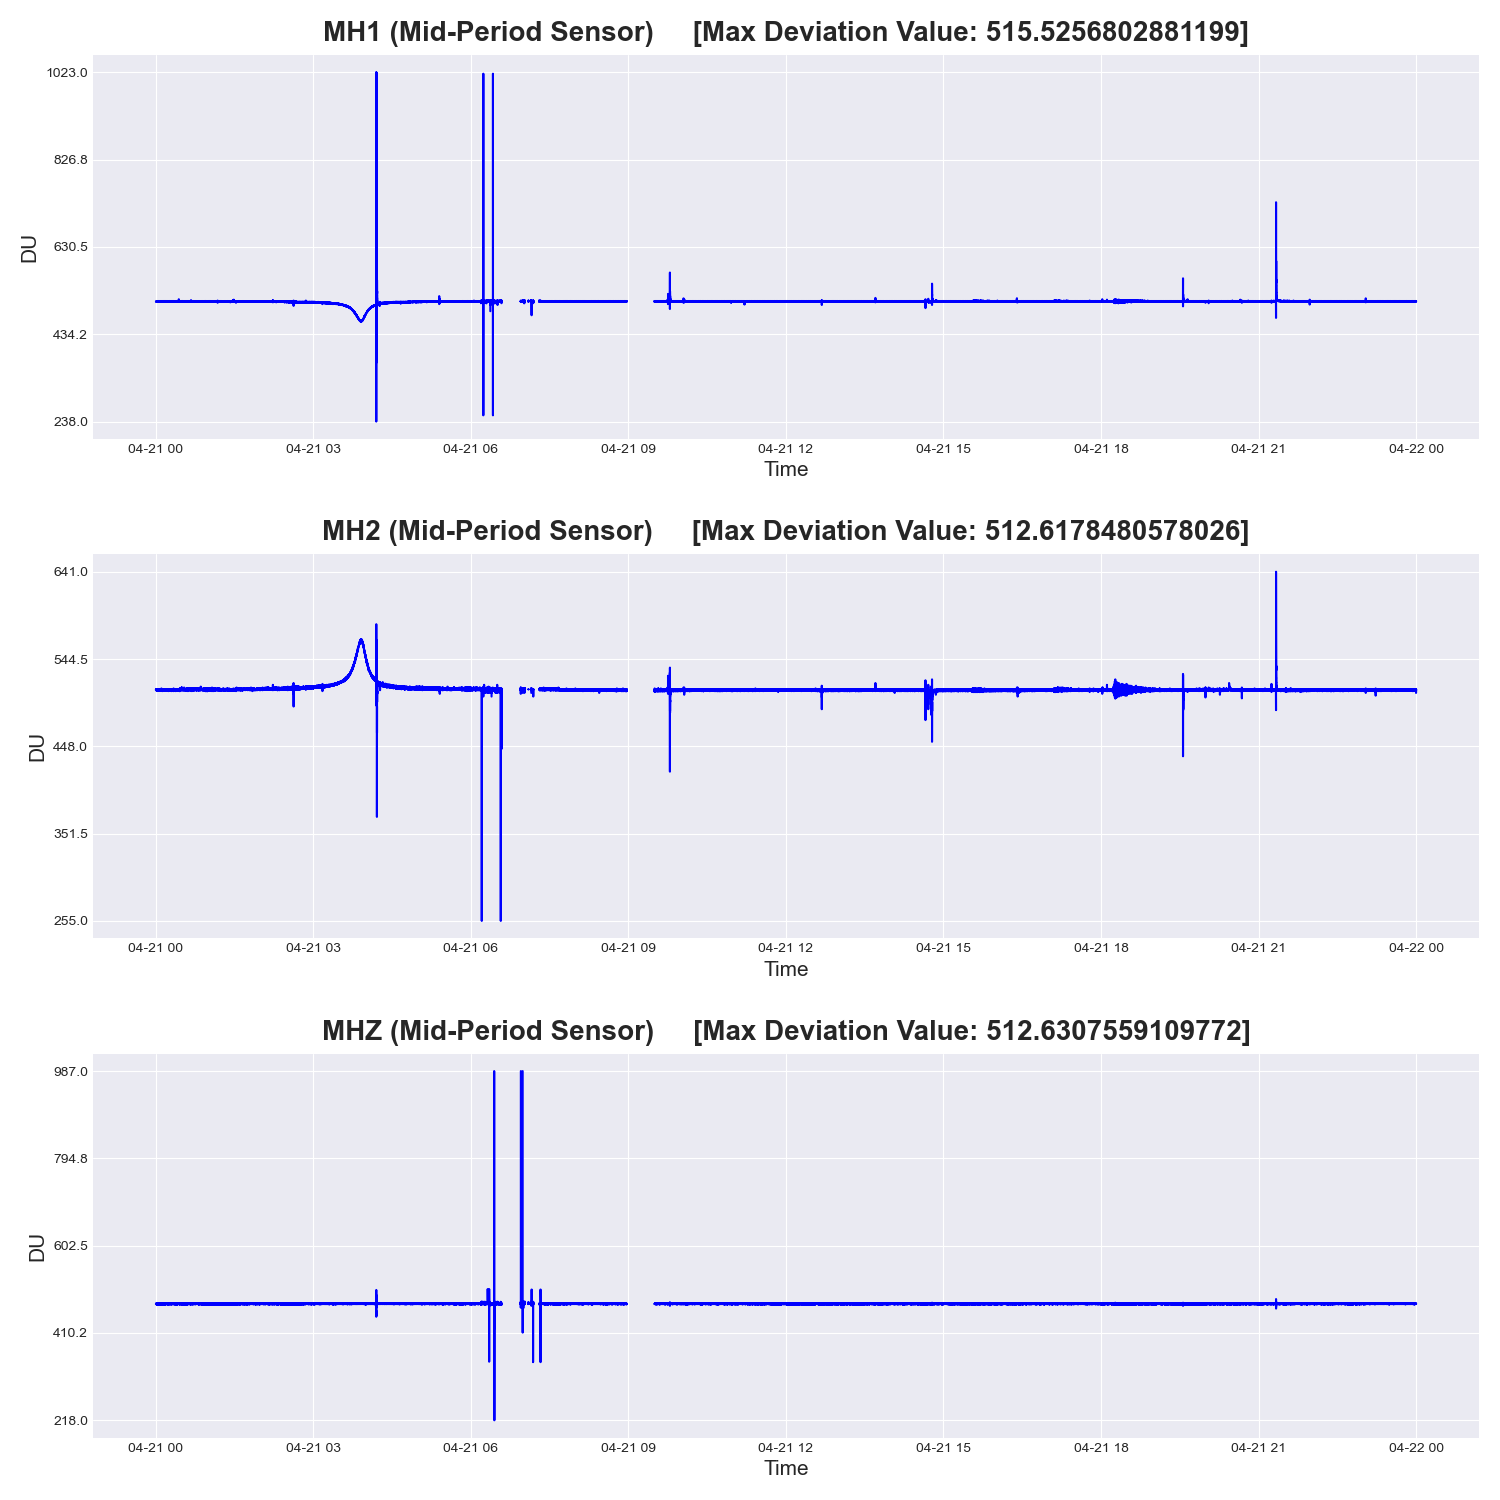 MH1 (Mid-Period Sensor) [Max Deviation Value: 515.5256802881199]
1023.0
826.8
630.5
434.2
238.0
DU
04-21 00 04-21 03 04-21 06 04-21 09 04-21 12 04-21 15 04-21 18 04-21 21 04-22 00
Time
MH2 (Mid-Period Sensor) [Max Deviation Value: 512.6178480578026]
641.0
544.5
448.0
351.5
255.0
DU
04-21 00 04-21 03 04-21 06 04-21 09 04-21 12 04-21 15 04-21 18 04-21 21 04-22 00
Time
MHZ (Mid-Period Sensor) [Max Deviation Value: 512.6307559109772]
987.0
794.8
602.5
410.2
218.0
DU
04-21 00 04-21 03 04-21 06 04-21 09 04-21 12 04-21 15 04-21 18 04-21 21 04-22 00
Time